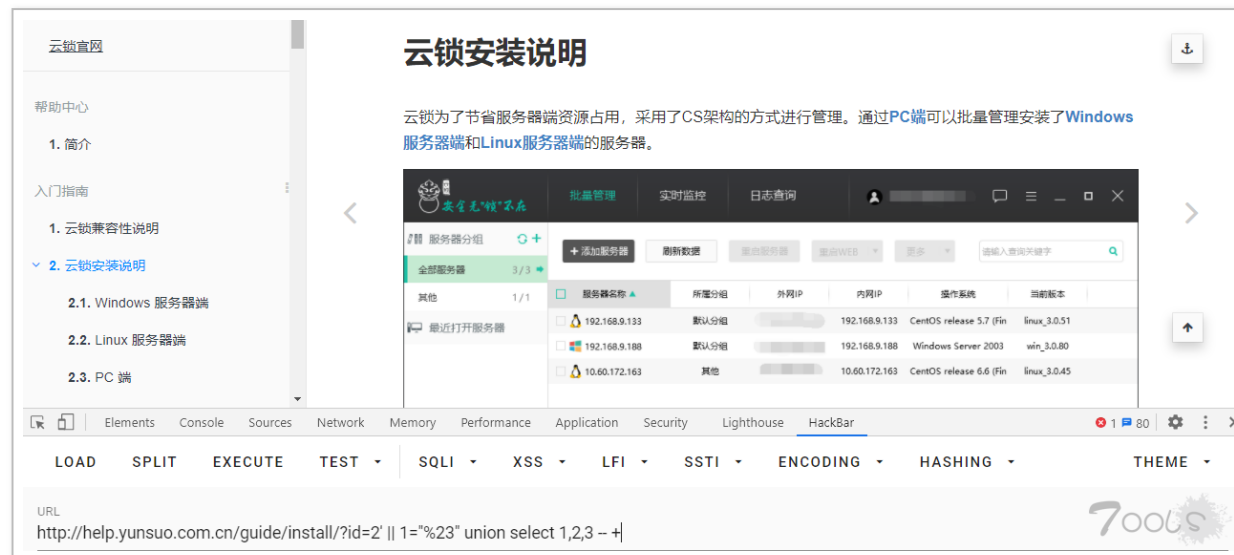 云锁官网
帮助中心
1. 简介
入门指南
1. 云锁兼容性说明
2. 云锁安装说明
2.1. Windows 服务器端
2.2. Linux 服务器端
2.3. PC 端
云锁安装说明
云锁为了节省服务器端资源占用，采用了CS架构的方式进行管理。通过PC端可以批量管理安装了Windows
服务器端和Linux服务器端的服务器。
安全无"锁"不在
批量管理 实时监控 日志查询
服务器分组
全部服务器 3/3
其他 1/1
最近打开服务器
+ 添加服务器 刷新数据 重启服务器 重启WEB 更多 请输入查询关键字
服务器名称 所属分组 外网IP 内网IP 操作系统 当前版本
192.168.9.133 默认分组 192.168.9.133 CentOS release 5.7 (Fin linux_3.0.51
192.168.9.188 默认分组 192.168.9.188 Windows Server 2003 win_3.0.80
10.60.172.163 其他 10.60.172.163 CentOS release 6.6 (Fin linux_3.0.45
Elements Console Sources Network Memory Performance Application Security Lighthouse HackBar 1 80
LOAD SPLIT EXECUTE TEST SQLI XSS LFI SSTI ENCODING HASHING THEME
URL
http://help.yunsuo.com.cn/guide/install/?id=2' || 1="%23" union select 1,2,3 -- +
7ooLs